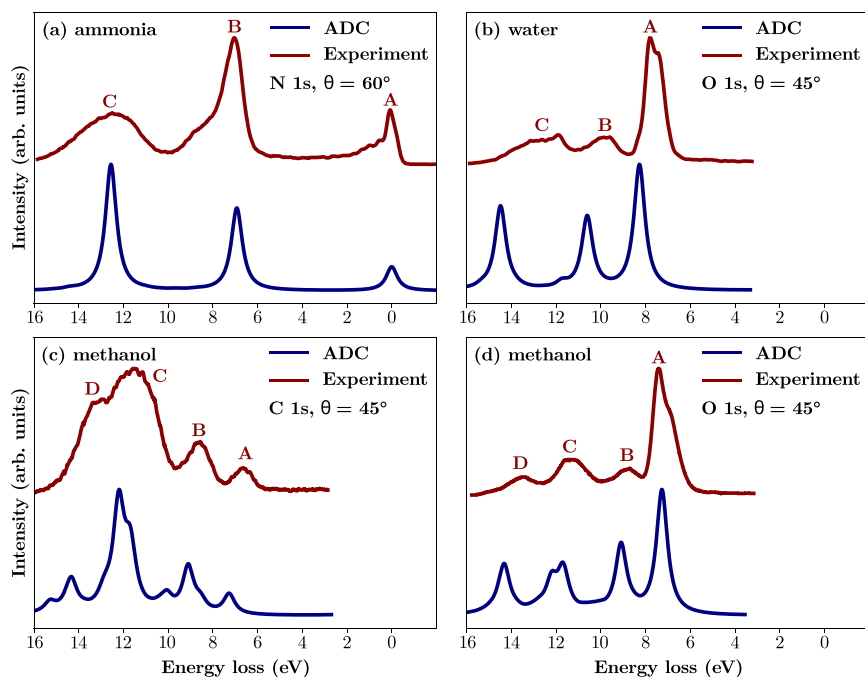 (a) ammonia
ADC
Experiment
N 1s, θ = 60°
A
B
C
Intensity (arb. units)
16 14 12 10 8 6 4 2 0
(b) water
ADC
Experiment
O 1s, θ = 45°
A
B
C
16 14 12 10 8 6 4 2 0
(c) methanol
ADC
Experiment
C 1s, θ = 45°
A
B
C
D
Intensity (arb. units)
16 14 12 10 8 6 4 2 0
Energy loss (eV)
(d) methanol
ADC
Experiment
O 1s, θ = 45°
A
B
C
D
16 14 12 10 8 6 4 2 0
Energy loss (eV)